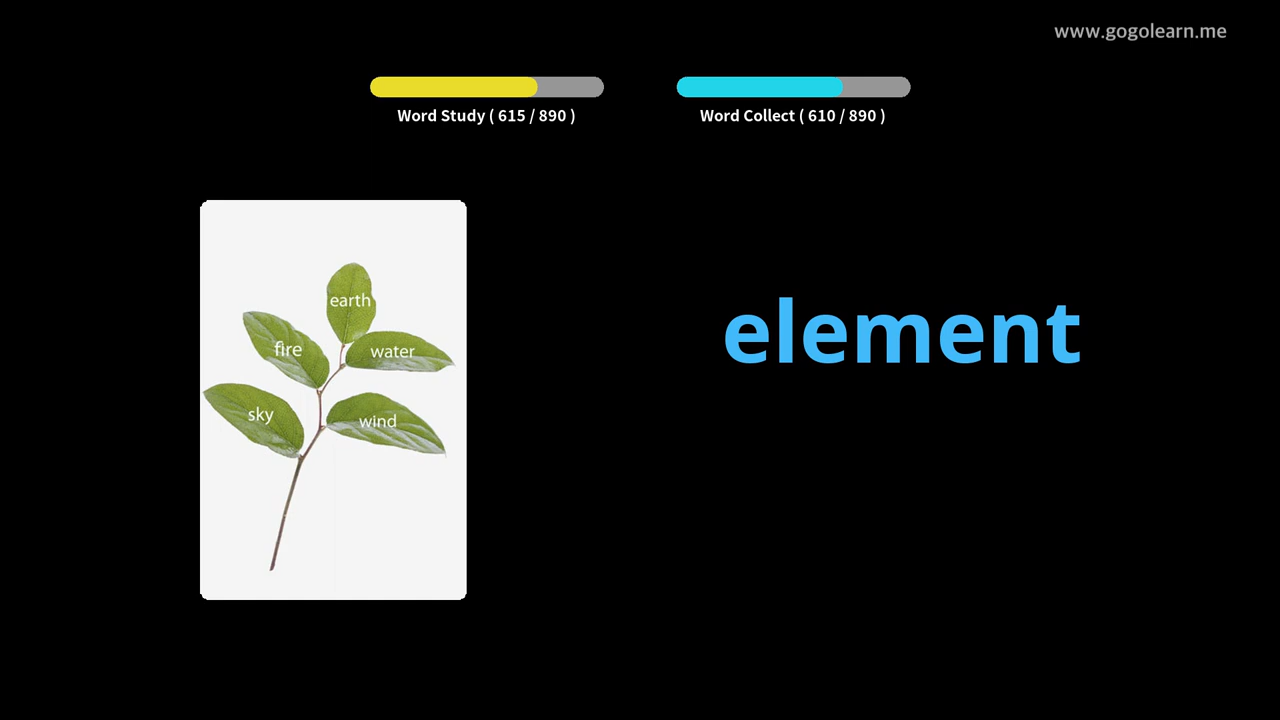 www.gogolearn.me
Word Study ( 615 / 890 )
Word Collect ( 610 / 890 )
earth
fire
water
sky
wind
element